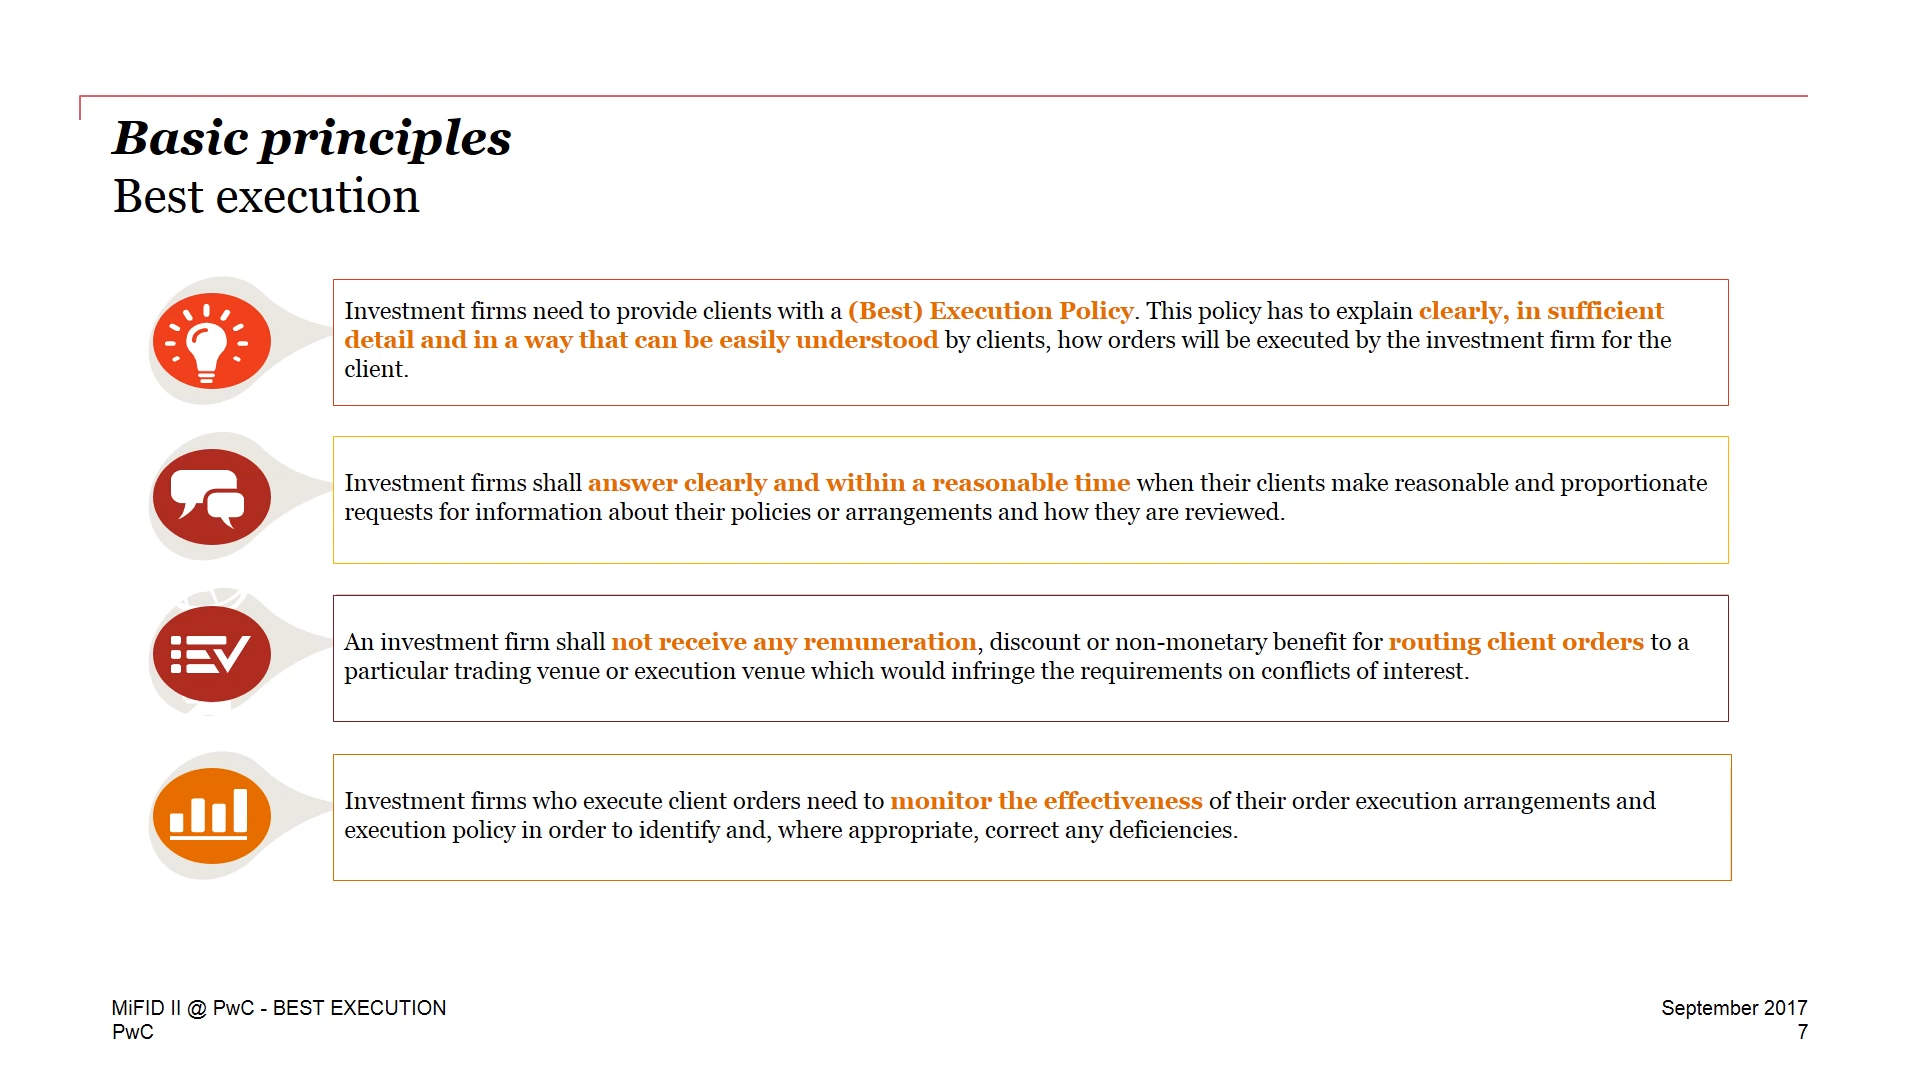 Basic principles
Best execution
Investment firms need to provide clients with a (Best) Execution Policy. This policy has to explain clearly, in sufficient
detail and in a way that can be easily understood by clients, how orders will be executed by the investment firm for the
client.
Investment firms shall answer clearly and within a reasonable time when their clients make reasonable and proportionate
requests for information about their policies or arrangements and how they are reviewed.
An investment firm shall not receive any remuneration, discount or non-monetary benefit for routing client orders to a
particular trading venue or execution venue which would infringe the requirements on conflicts of interest.
Investment firms who execute client orders need to monitor the effectiveness of their order execution arrangements and
execution policy in order to identify and, where appropriate, correct any deficiencies.
MiFID II @ PwC - BEST EXECUTION
PwC
September 2017
7